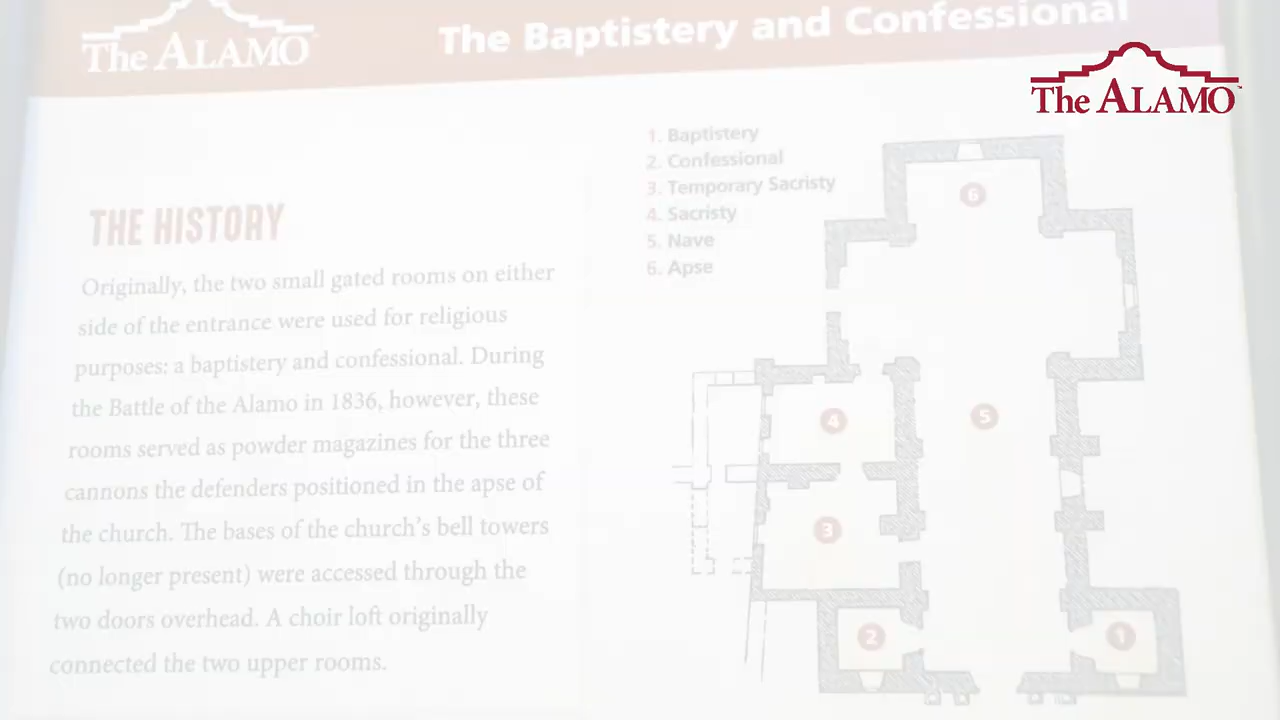 The ALAMO
The Baptistery and Confessional
The ALAMO™
1. Baptistery
2. Confessional
3. Temporary Sacristy
4. Sacristy
5. Nave
6. Apse
THE HISTORY
Originally, the two small gated rooms on either
side of the entrance were used for religious
purposes: a baptistery and confessional. During
the Battle of the Alamo in 1836, however, these
rooms served as powder magazines for the three
cannons the defenders positioned in the apse of
the church. The bases of the church's bell towers
(no longer present) were accessed through the
two doors overhead. A choir loft originally
connected the two upper rooms.
6
5
4
3
2
1